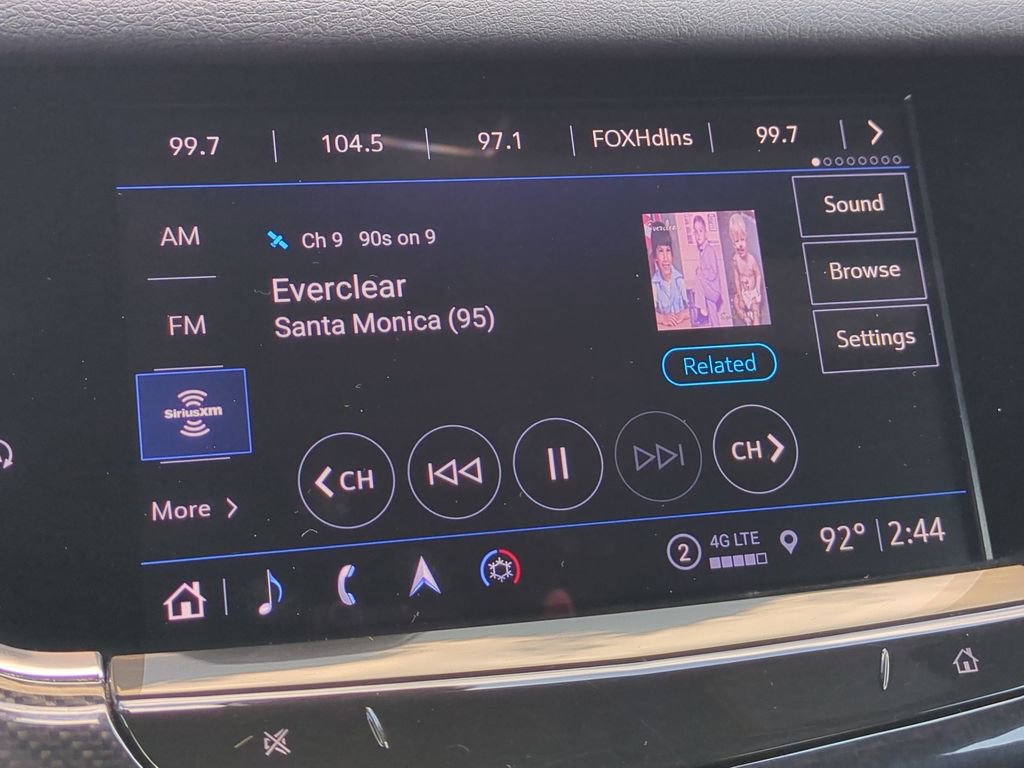 99.7 104.5 97.1 FOXHdlns 99.7
Sound
AM
Ch 9 90s on 9
Everclear
Browse
Everclear
Santa Monica (95)
FM
Settings
Related
SiriusXM
CH CH
More
2 4G LTE 92° 2:44